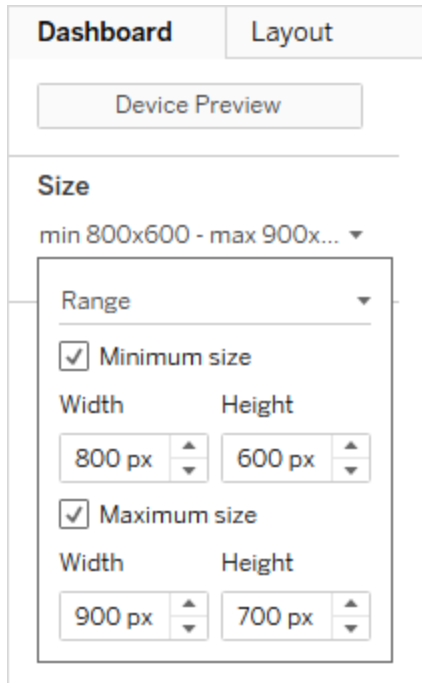 Dashboard Layout
Device Preview
Size
min 800x600 - max 900x...
Range
Minimum size
Width Height
800 px 600 px
Maximum size
Width Height
900 px 700 px